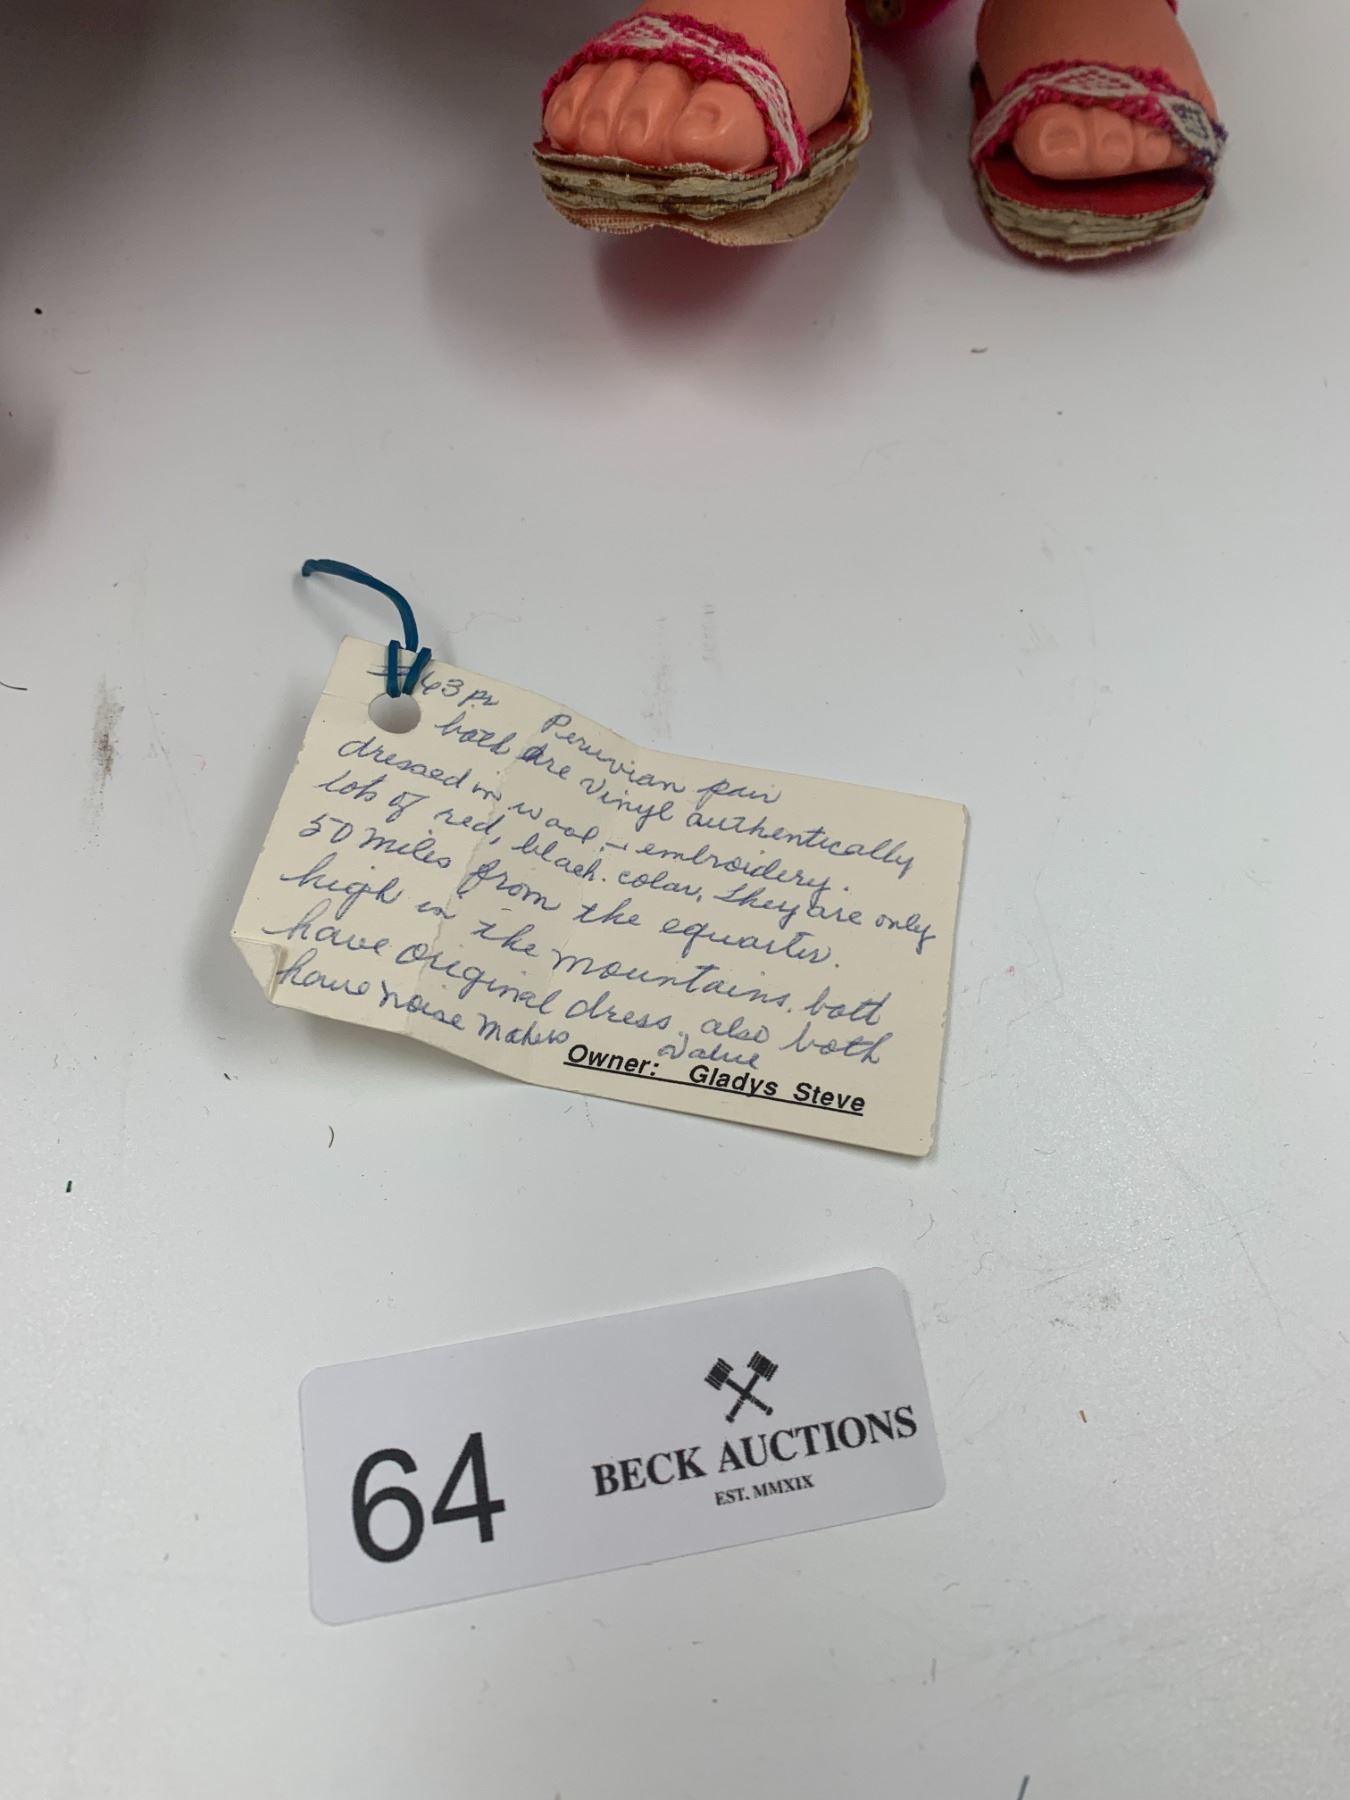 #63 pr Peruvian pair
both are vinyl authentically
dressed in wool - embroidery.
lots of red, black. color, they are only
50 miles from the equarter.
high in the mountains. both
have original dress. also both
have noise makers Value
Owner: Gladys Steve
64
BECK AUCTIONS
EST. MMXIX